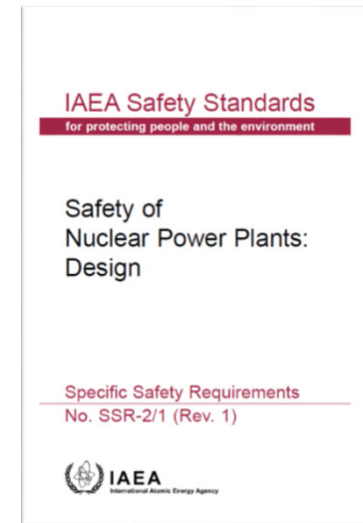 IAEA Safety Standards
for protecting people and the environment
Safety of
Nuclear Power Plants:
Design
Specific Safety Requirements
No. SSR-2/1 (Rev. 1)
IAEA
International Atomic Energy Agency